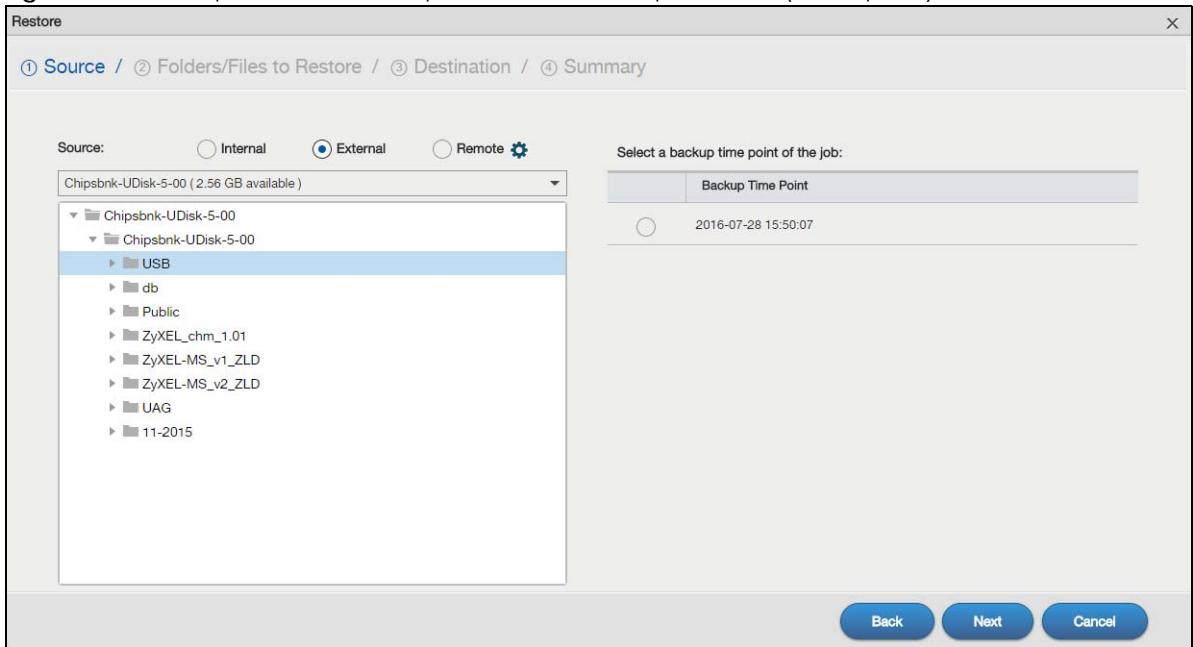 Restore
① Source / ② Folders/Files to Restore / ③ Destination / ④ Summary
Source: Internal External Remote
Select a backup time point of the job:
Chipsbnk-UDisk-5-00 ( 2.56 GB available )
Backup Time Point
2016-07-28 15:50:07
Chipsbnk-UDisk-5-00
Chipsbnk-UDisk-5-00
USB
db
Public
ZyXEL_chm_1.01
ZyXEL-MS_v1_ZLD
ZyXEL-MS_v2_ZLD
UAG
11-2015
Back Next Cancel